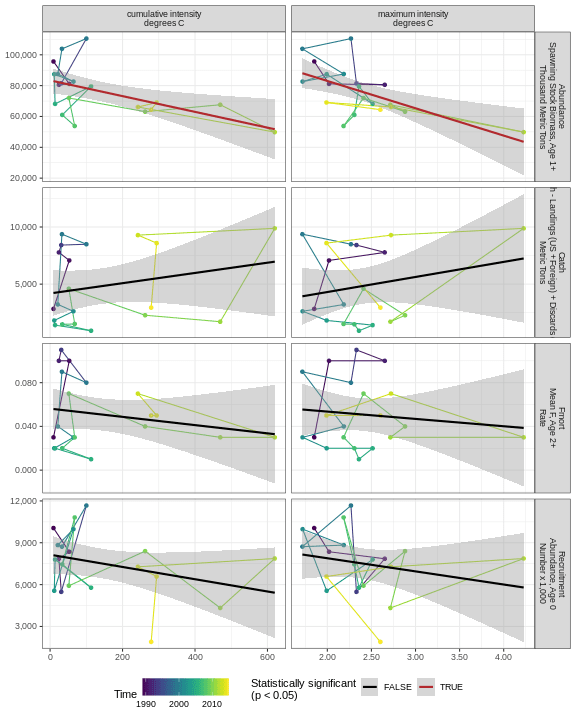 cumulative intensity
degrees C
maximum intensity
degrees C
100,000
80,000
60,000
40,000
20,000
Abundance
Spawning Stock Biomass, Age 1+
Thousand Metric Tons
10,000
5,000
Catch
h - Landings (US +Foreign) + Discards
Metric Tons
0.080
0.040
0.000
Fmort
Mean F, Age 2+
Rate
12,000
9,000
6,000
3,000
Recruitment
Abundance, Age 0
Number x 1,000
0 200 400 600
2.00 2.50 3.00 3.50 4.00
Time
1990 2000 2010
Statistically significant
(p < 0.05)
FALSE
TRUE